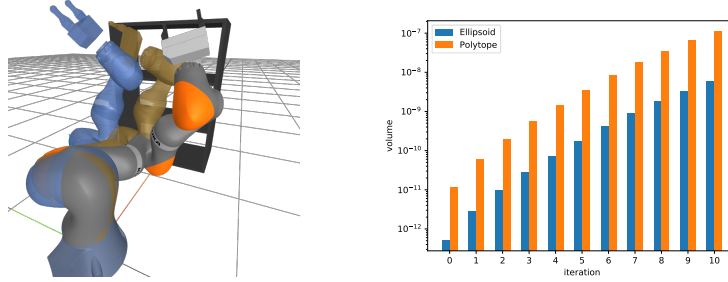 Ellipsoid
Polytope
10⁻⁷
10⁻⁸
10⁻⁹
10⁻¹⁰
10⁻¹¹
10⁻¹²
volume
0 1 2 3 4 5 6 7 8 9 10
iteration